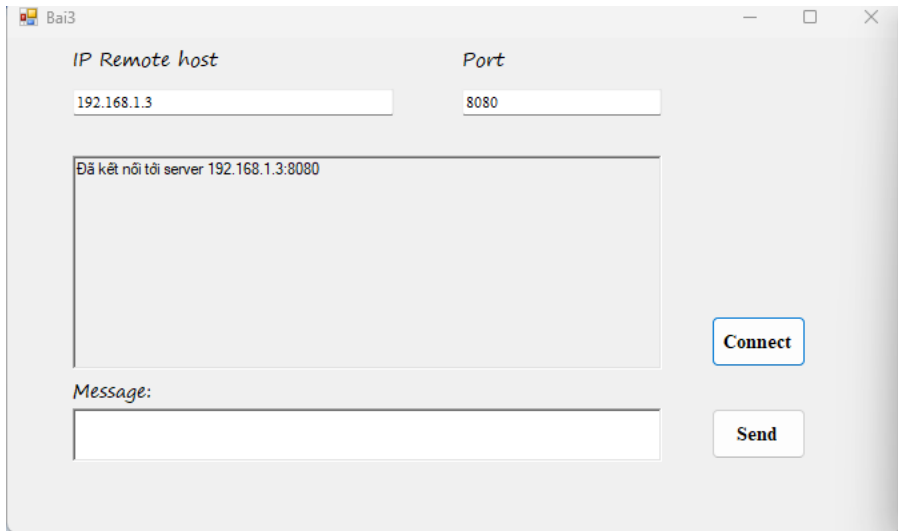 Bai3
IP Remote host
Port
192.168.1.3
8080
Đã kết nối tới server 192.168.1.3:8080
Connect
Message:
Send